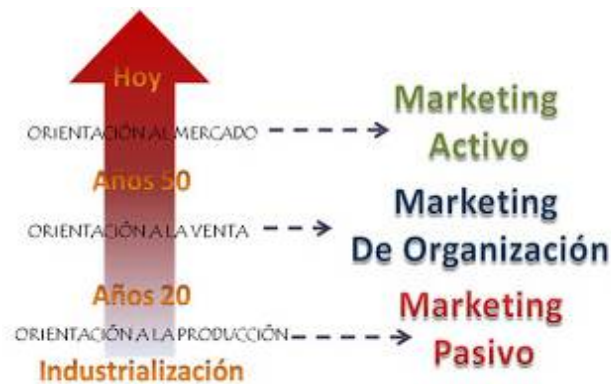 Hoy
ORIENTACIÓN AL MERCADO
Marketing
Activo
Años 50
ORIENTACIÓN A LA VENTA
Marketing
De Organización
Años 20
ORIENTACIÓN A LA PRODUCCIÓN
Marketing
Pasivo
Industrialización